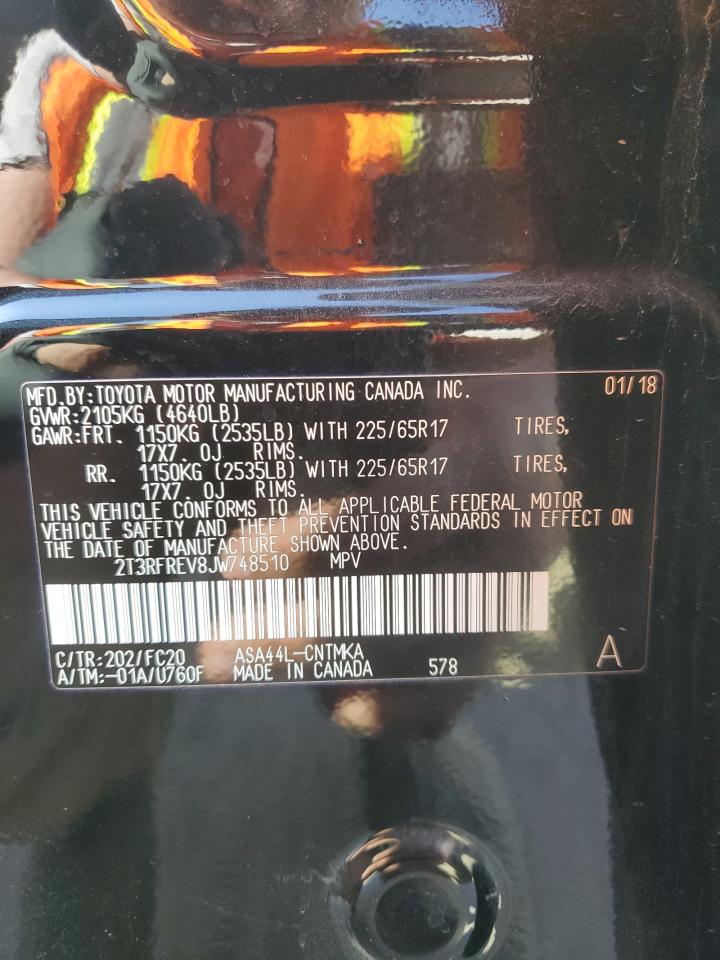 MFD.BY:TOYOTA MOTOR MANUFACTURING CANADA INC. 01/18
GVWR:2105KG (4640LB)
GAWR:FRT. 1150KG (2535LB) WITH 225/65R17 TIRES,
17X7.0J RIMS.
RR. 1150KG (2535LB) WITH 225/65R17 TIRES,
17X7.0J RIMS.
THIS VEHICLE CONFORMS TO ALL APPLICABLE FEDERAL MOTOR
VEHICLE SAFETY AND THEFT PREVENTION STANDARDS IN EFFECT ON
THE DATE OF MANUFACTURE SHOWN ABOVE.
2T3RFREV8JW748510 MPV
C/TR:202/FC20 ASA44L-CNTMKA
A/TM:-01A/U760F MADE IN CANADA 578 A